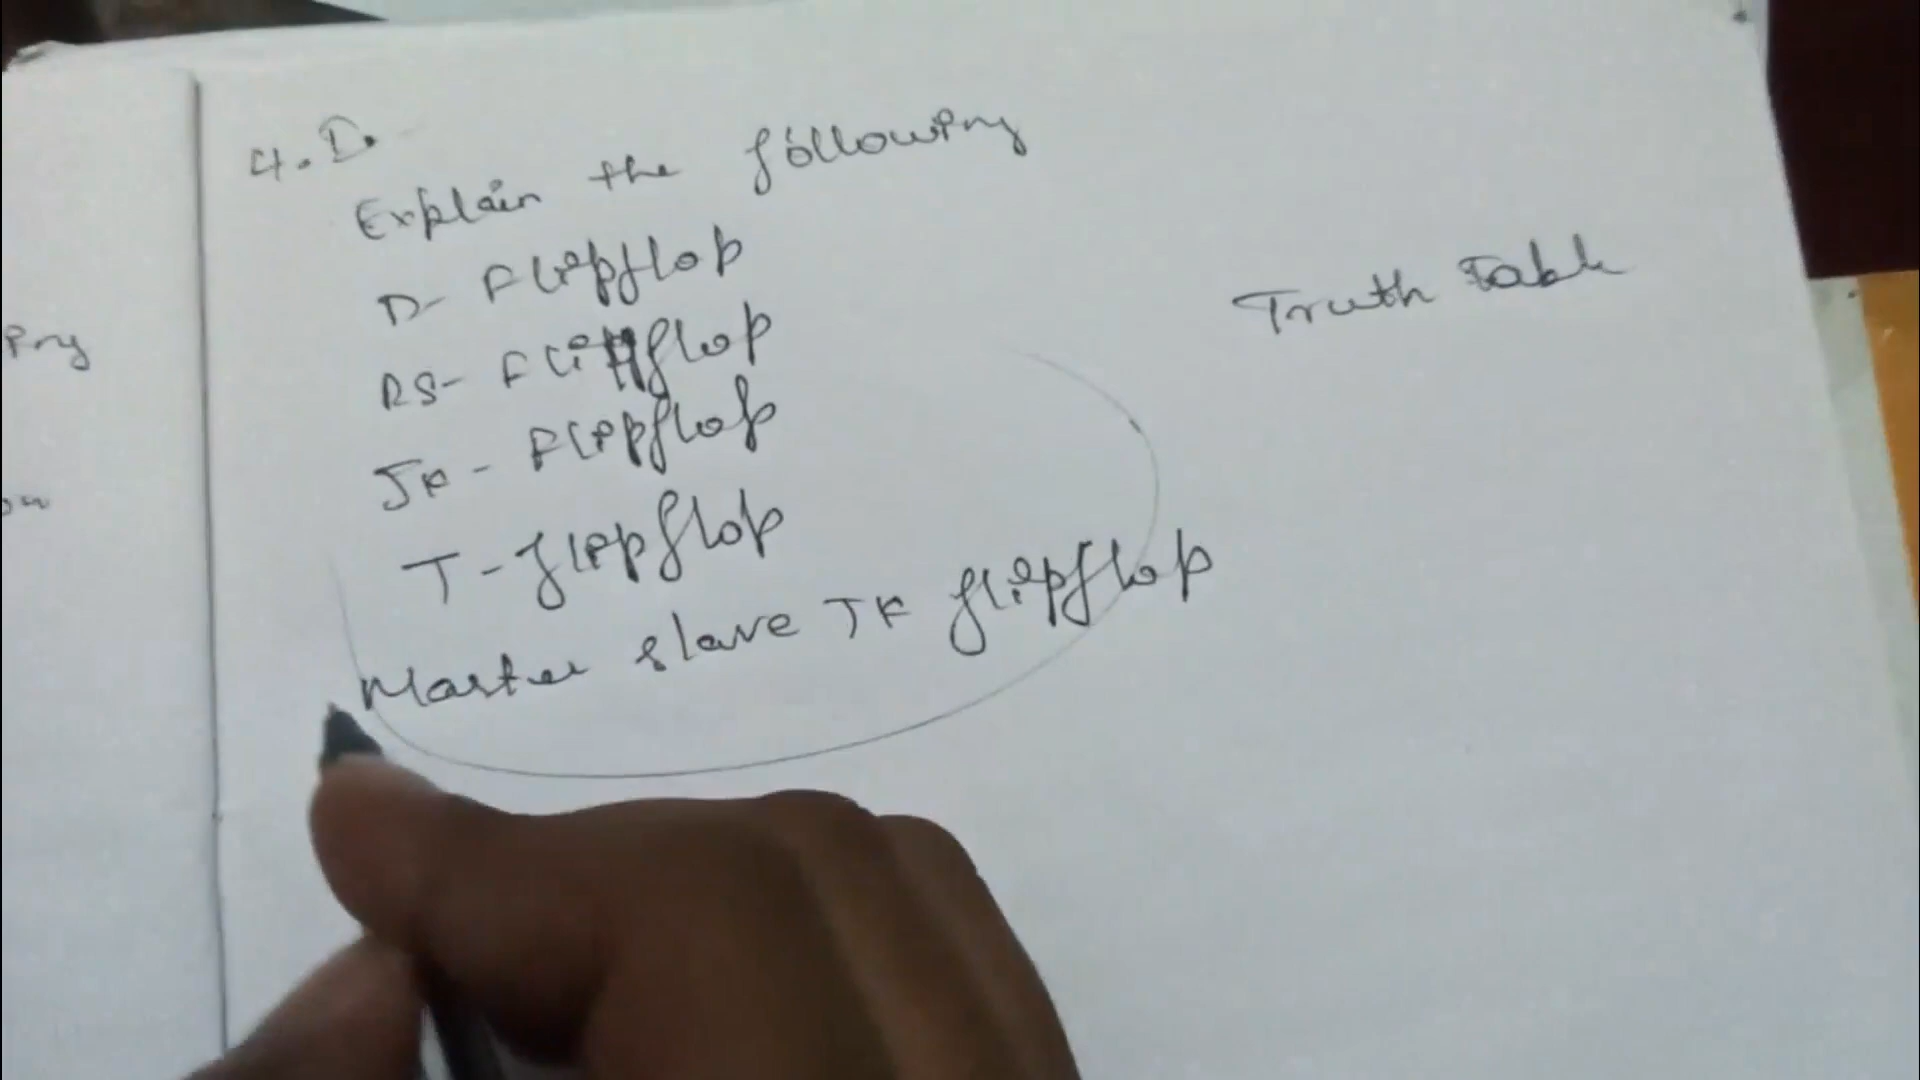 4. D.
Explain the following
D- Flipflop
RS- Flipflop
JK - Flipflop
T - flipflop
Master slave JK flipflop
Truth table